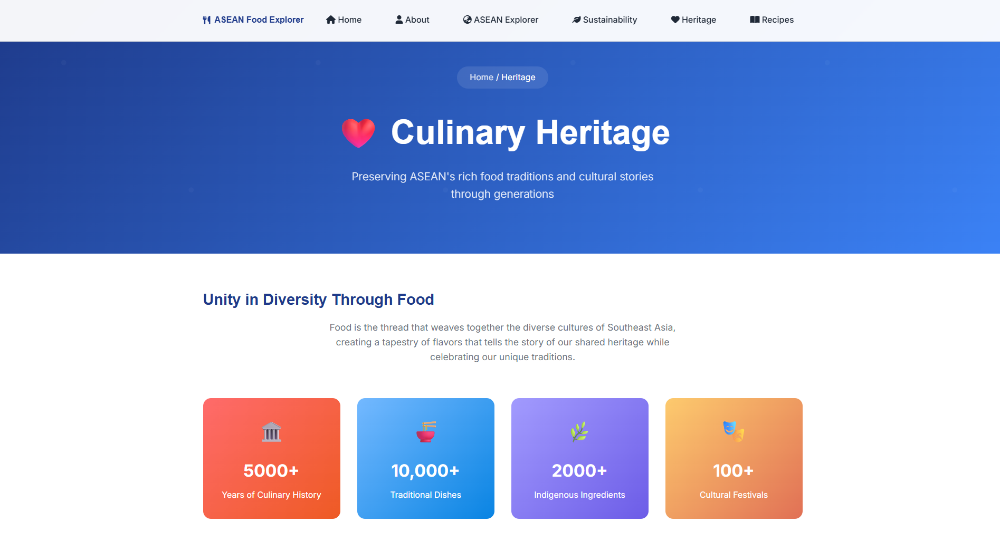 ASEAN Food Explorer
Home
About
ASEAN Explorer
Sustainability
Heritage
Recipes
Home / Heritage
Culinary Heritage
Preserving ASEAN's rich food traditions and cultural stories
through generations
Unity in Diversity Through Food
Food is the thread that weaves together the diverse cultures of Southeast Asia,
creating a tapestry of flavors that tells the story of our shared heritage while
celebrating our unique traditions.
5000+
Years of Culinary History
10,000+
Traditional Dishes
2000+
Indigenous Ingredients
100+
Cultural Festivals